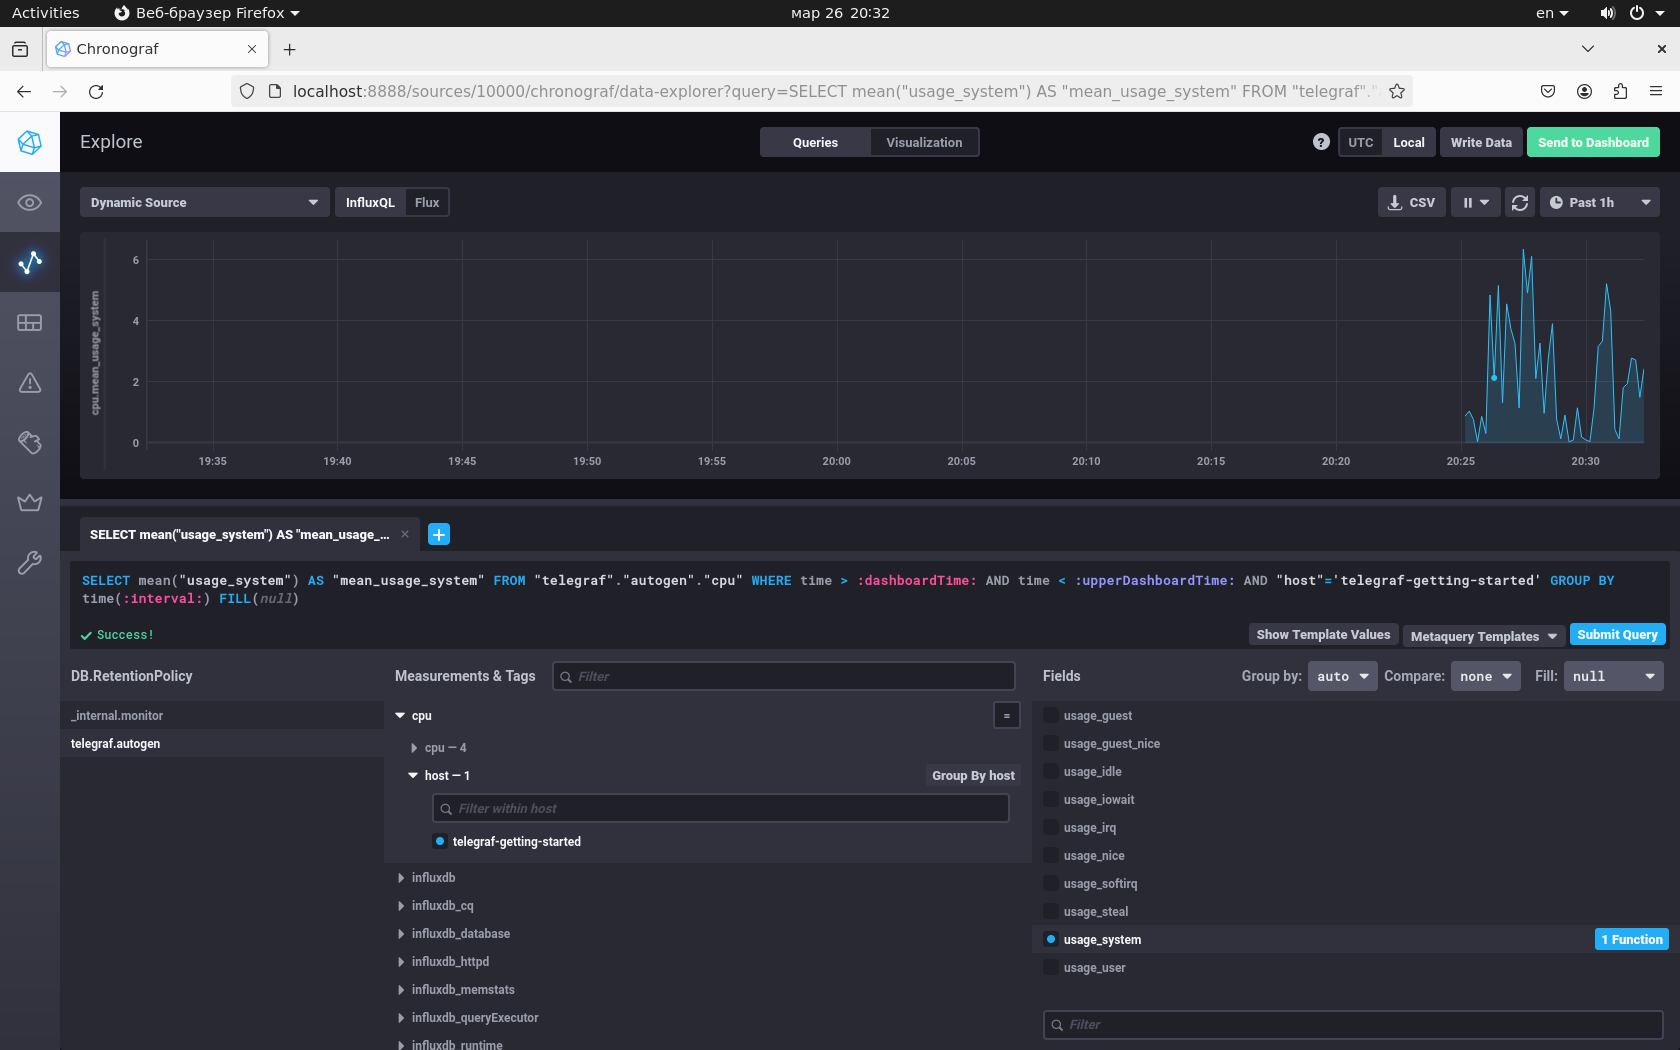 Activities Веб-браузер Firefox мар 26 20:32 en
Chronograf
localhost:8888/sources/10000/chronograf/data-explorer?query=SELECT mean("usage_system") AS "mean_usage_system" FROM "telegraf"."
Explore Queries Visualization ? UTC Local Write Data Send to Dashboard
Dynamic Source InfluxQL Flux CSV Past 1h
cpu.mean_usage_system
6
4
2
0
19:35 19:40 19:45 19:50 19:55 20:00 20:05 20:10 20:15 20:20 20:25 20:30
SELECT mean("usage_system") AS "mean_usage_...
SELECT mean("usage_system") AS "mean_usage_system" FROM "telegraf"."autogen"."cpu" WHERE time > :dashboardTime: AND time < :upperDashboardTime: AND "host"='telegraf-getting-started' GROUP BY
time(:interval:) FILL(null)
Success! Show Template Values Metaquery Templates Submit Query
DB.RetentionPolicy
_internal.monitor
telegraf.autogen
Measurements & Tags Filter
cpu =
cpu — 4
host — 1 Group By host
Filter within host
telegraf-getting-started
influxdb
influxdb_cq
influxdb_database
influxdb_httpd
influxdb_memstats
influxdb_queryExecutor
influxdb_runtime
Fields Group by: auto Compare: none Fill: null
usage_guest
usage_guest_nice
usage_idle
usage_iowait
usage_irq
usage_nice
usage_softirq
usage_steal
usage_system 1 Function
usage_user
Filter